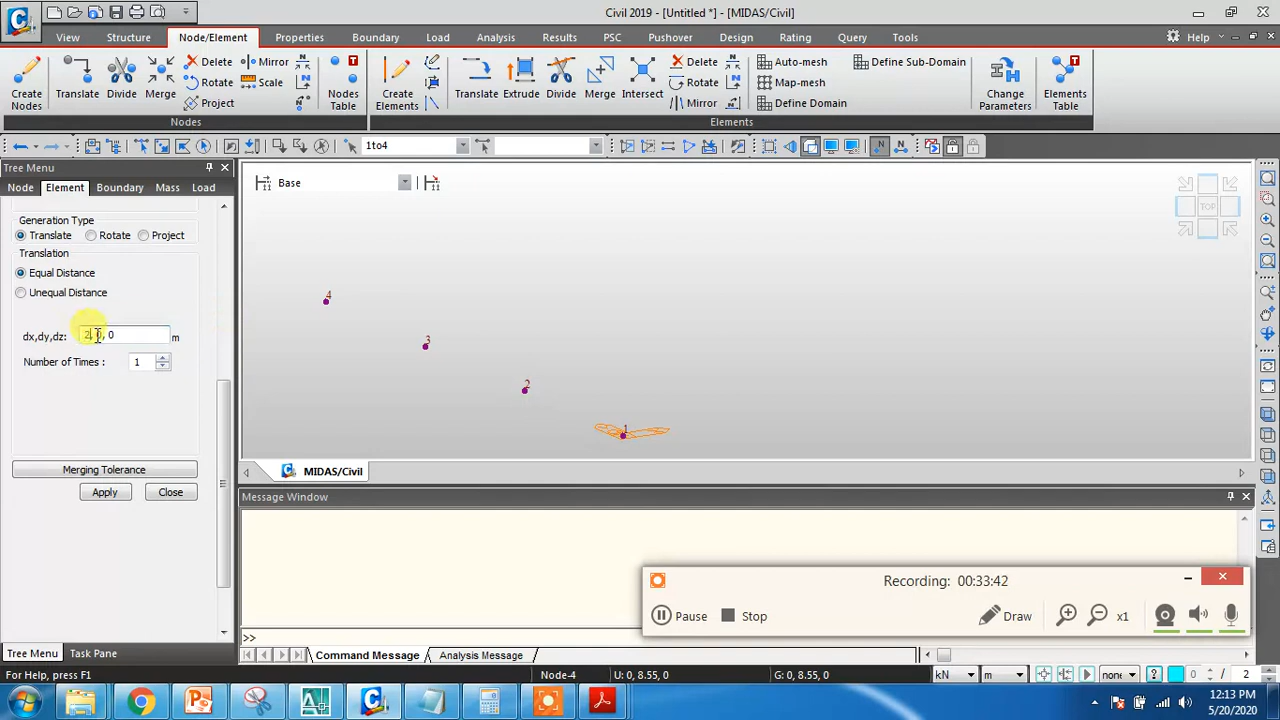 Civil 2019 - [Untitled *] - [MIDAS/Civil]
View Structure Node/Element Properties Boundary Load Analysis Results PSC Pushover Design Rating Query Tools Help
Create Nodes
Translate
Divide
Merge
Delete
Rotate
Project
Mirror
Scale
Nodes Table
Nodes
Create Elements
Translate
Extrude
Divide
Merge
Intersect
Delete
Rotate
Mirror
Auto-mesh
Map-mesh
Define Domain
Define Sub-Domain
Change Parameters
Elements Table
Elements
1to4
Tree Menu
Node Element Boundary Mass Load
Generation Type
Translate Rotate Project
Translation
Equal Distance
Unequal Distance
dx,dy,dz: 2, 0, 0 m
Number of Times : 1
Merging Tolerance
Apply Close
Tree Menu Task Pane
Base
TOP
4
3
2
1
MIDAS/Civil
Message Window
>>
Command Message Analysis Message
Recording: 00:33:42
Pause Stop Draw x1
For Help, press F1 Node-4 U: 0, 8.55, 0 G: 0, 8.55, 0 kN m none 0 / 2
12:13 PM
5/20/2020